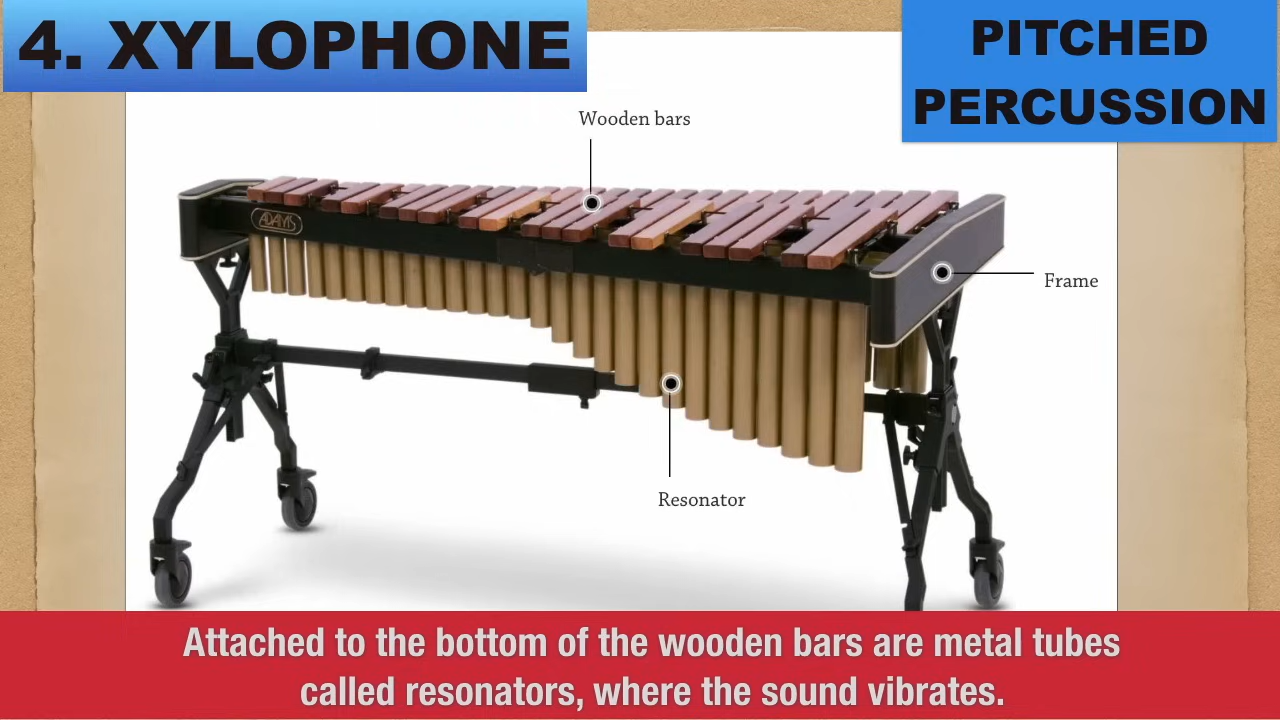 4. XYLOPHONE
PITCHED
PERCUSSION
Wooden bars
ADAMS
Frame
Resonator
Attached to the bottom of the wooden bars are metal tubes
called resonators, where the sound vibrates.